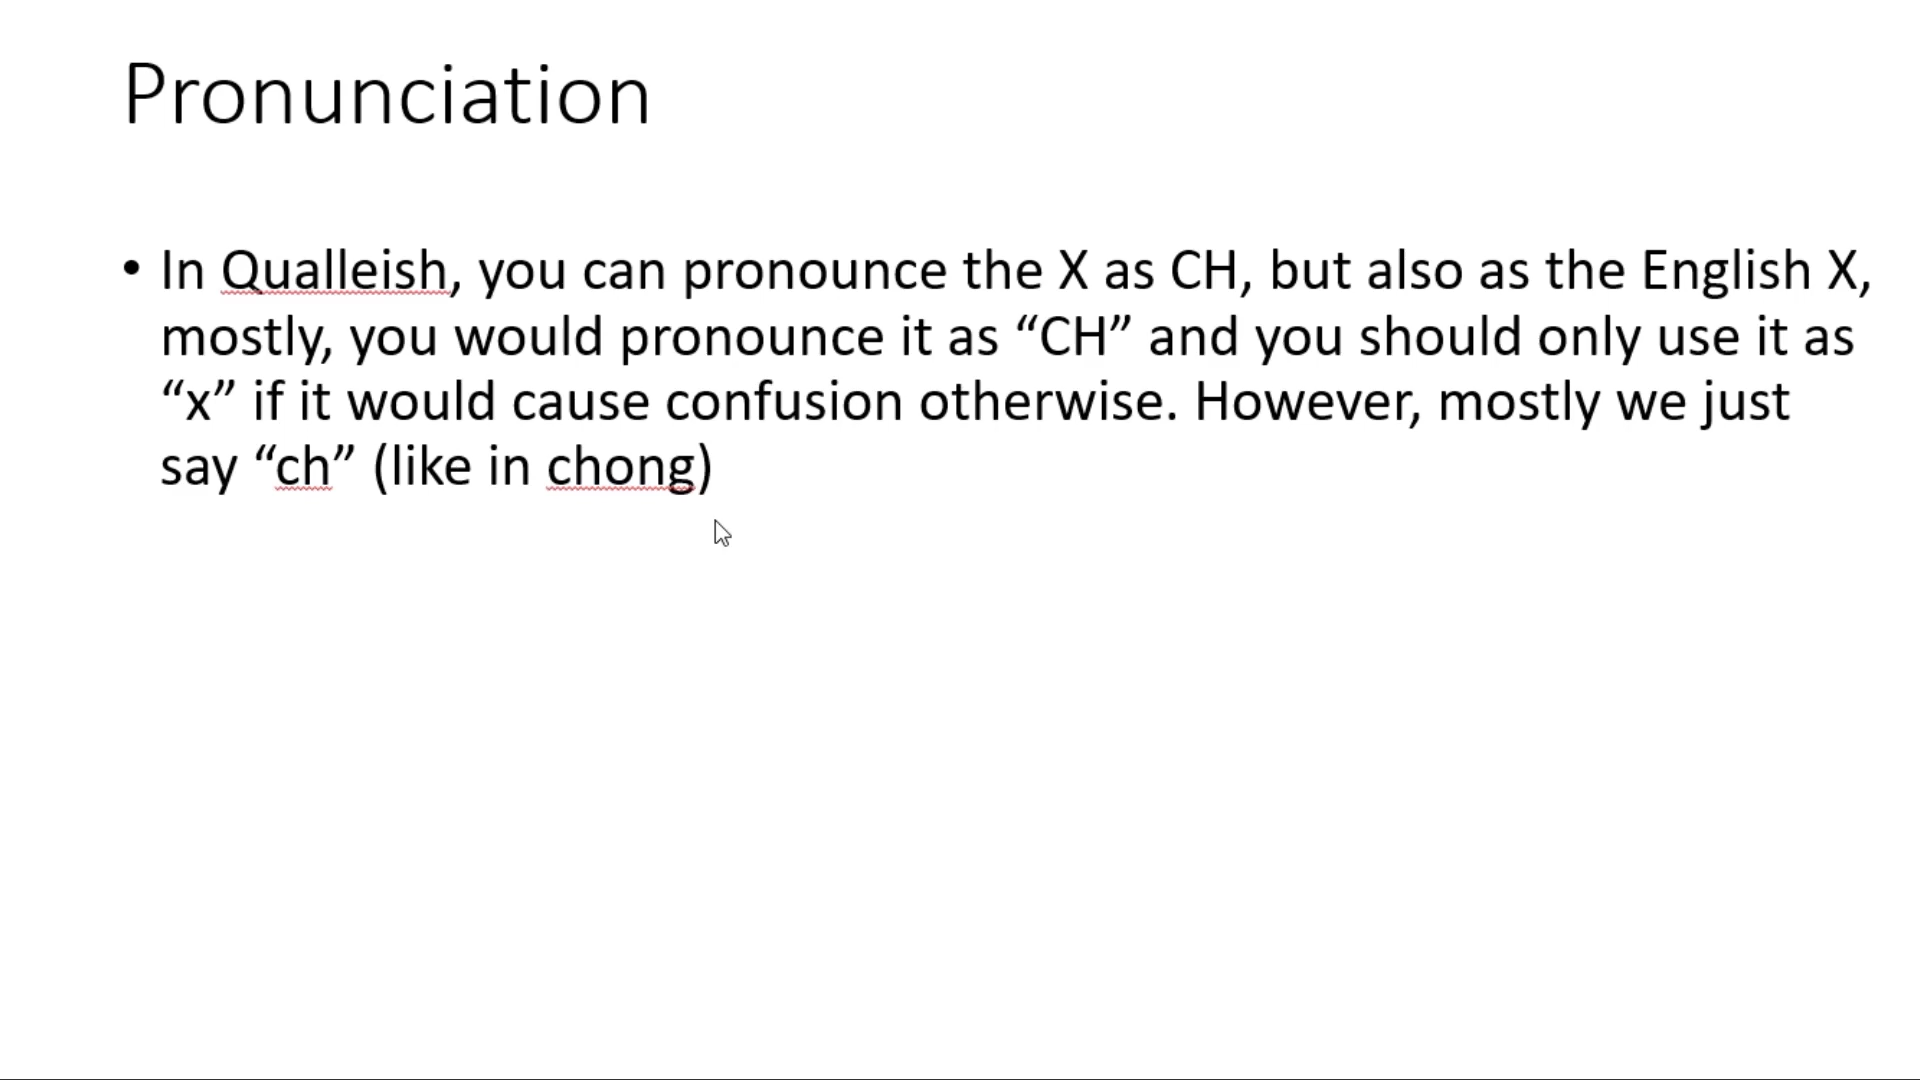 Pronunciation
• In Qualleish, you can pronounce the X as CH, but also as the English X,
mostly, you would pronounce it as “CH” and you should only use it as
“x” if it would cause confusion otherwise. However, mostly we just
say “ch” (like in chong)